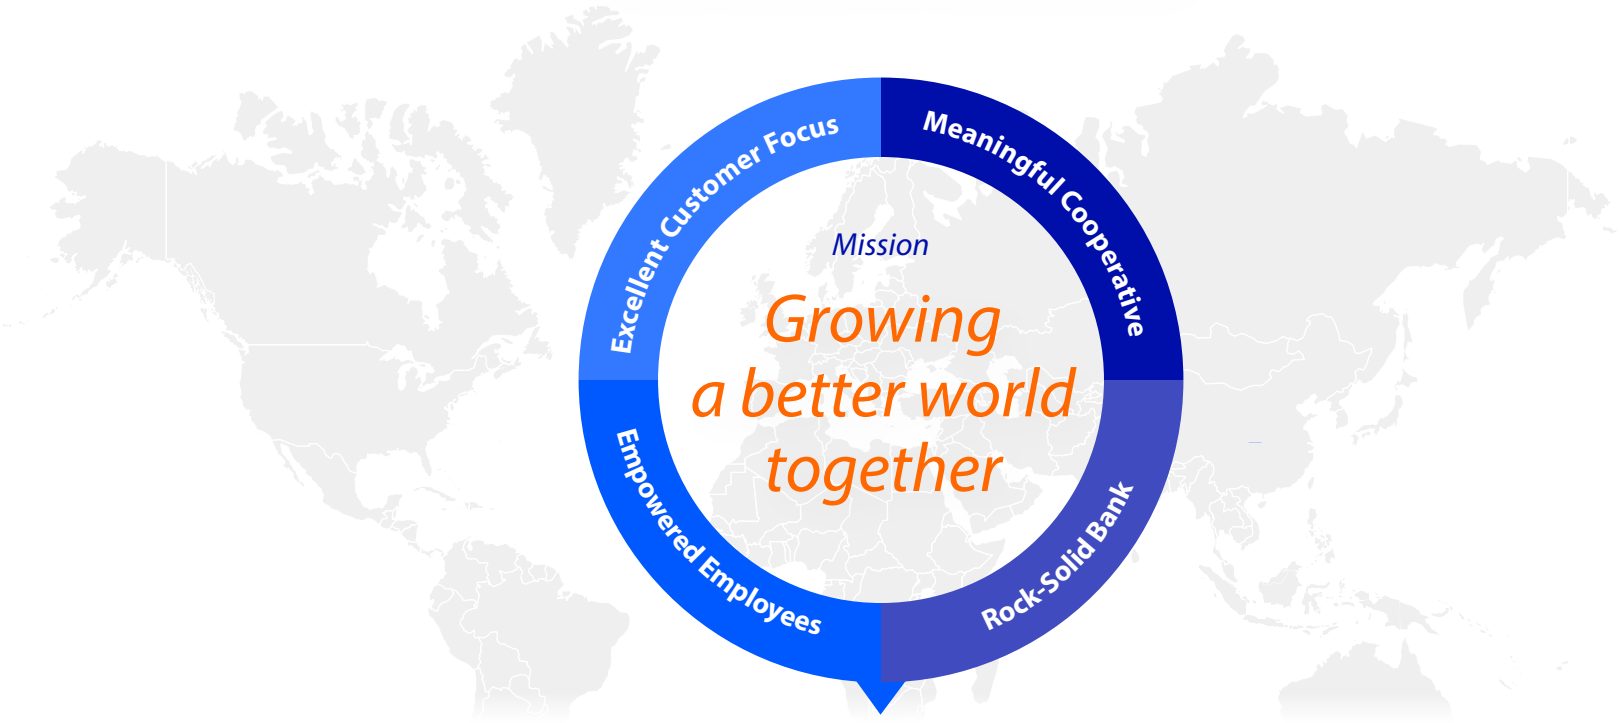 Excellent Customer Focus
Meaningful Cooperative
Mission
Growing
a better world
together
Empowered Employees
Rock-Solid Bank